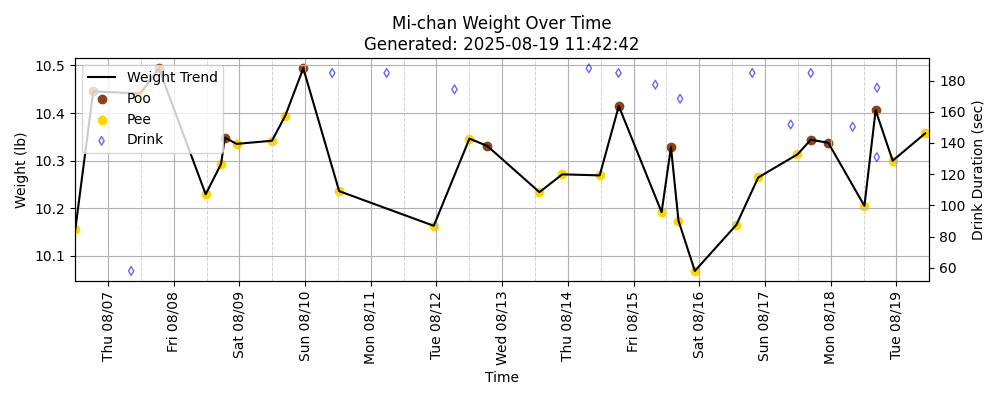 Mi-chan Weight Over Time
Generated: 2025-08-19 11:42:42
Weight (lb)
10.5
10.4
10.3
10.2
10.1
Weight Trend
Poo
Pee
Drink
180
160
140
120
100
80
60
Drink Duration (sec)
Thu 08/07
Fri 08/08
Sat 08/09
Sun 08/10
Mon 08/11
Tue 08/12
Wed 08/13
Thu 08/14
Fri 08/15
Sat 08/16
Sun 08/17
Mon 08/18
Tue 08/19
Time